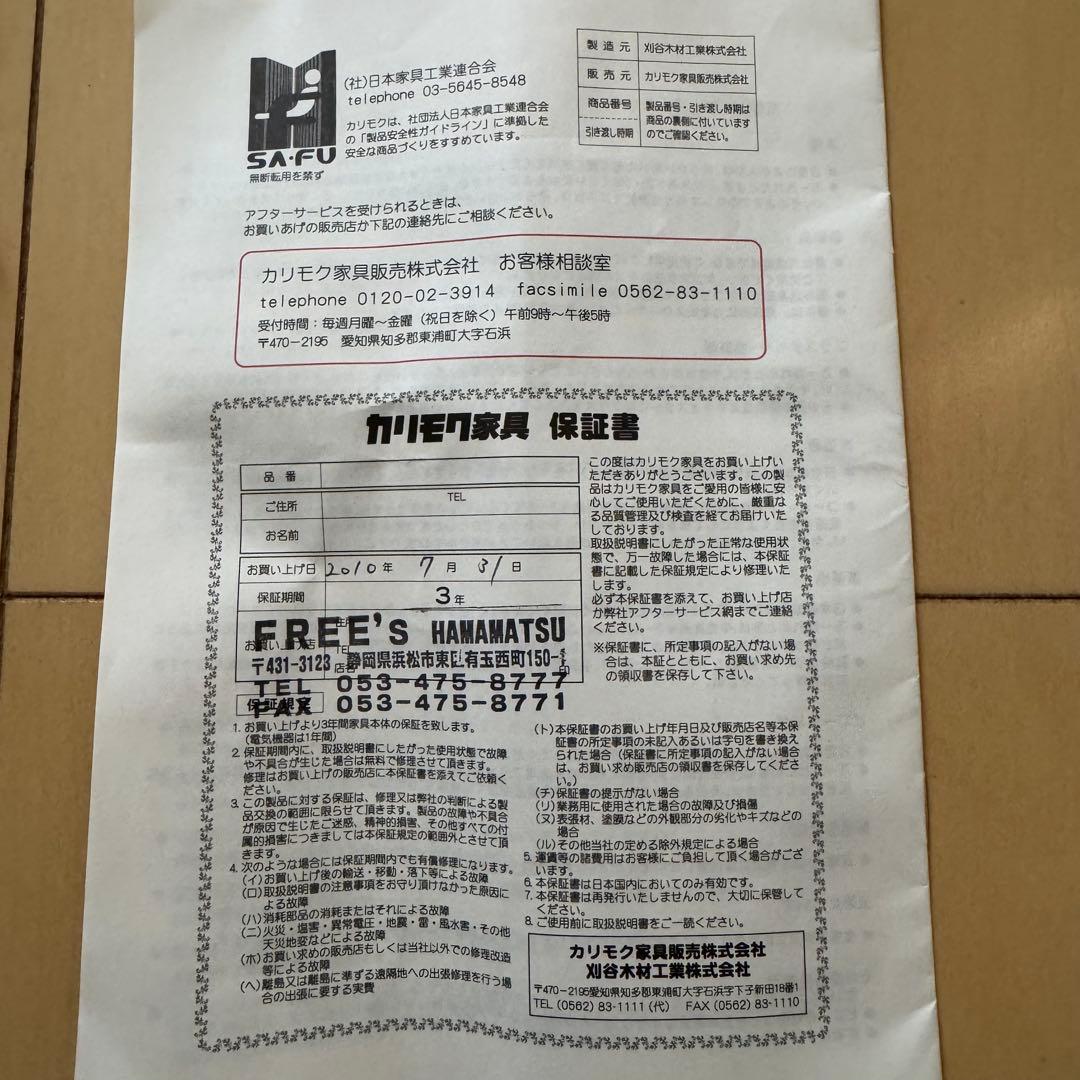 SA・FU
無断転用を禁ず
(社)日本家具工業連合会
telephone 03-5645-8548
カリモクは、社団法人日本家具工業連合会
の「製品安全性ガイドライン」に準拠した
安全な商品づくりをすすめています。
製造元 刈谷木材工業株式会社
販売元 カリモク家具販売株式会社
商品番号 製品番号・引き渡し時期は
商品の裏側に付いています
引き渡し時期 のでご確認ください。
アフターサービスを受けられるときは、
お買いあげの販売店か下記の連絡先にご相談ください。
カリモク家具販売株式会社 お客様相談室
telephone 0120-02-3914 facsimile 0562-83-1110
受付時間：毎週月曜～金曜（祝日を除く）午前9時～午後5時
〒470-2195 愛知県知多郡東浦町大字石浜
カリモク家具 保証書
品番
ご住所 TEL
お名前
お買い上げ日 2010年 7月 31日
保証期間 3年
FREE's HAMAMATSU
〒431-3123 静岡県浜松市東区有玉西町150-
印
TEL 053-475-8777
FAX 053-475-8771
保証規定
この度はカリモク家具をお買い上げい
ただきありがとうございます。この製
品はカリモク家具をご愛用の皆様に安
心してご使用いただくために、厳重な
る品質管理及び検査を経てお届けいた
しております。
取扱説明書にしたがった正常な使用状
態で、万一故障した場合には、本保証
書に記載した保証規定により修理いた
します。
必ず本保証書を添えて、お買い上げ店
か弊社アフターサービス網までご連絡
ください。
※保証書に、所定事項の記入がない場
合は、本証とともに、お買い求め先
の領収書を保存して下さい。
1. お買い上げより3年間家具本体の保証を致します。
（電気機器は1年間）
2. 保証期間内に、取扱説明書にしたがった使用状態で故障
や不具合が生じた場合は無料で修理させて頂きます。
修理はお買い上げの販売店に本保証書を添えてご依頼く
ださい。
3. この製品に対する保証は、修理又は弊社の判断による製
品交換の範囲に限らせて頂きます。製品の故障や不具合
が原因で生じたご迷惑、精神的損害、その他すべての付
属的損害につきましては本保証規定の範囲外とさせて頂
きます。
4. 次のような場合には保証期間内でも有償修理になります。
(イ)お買い上げ後の輸送・移動・落下等による故障
(ロ)取扱説明書の注意事項をお守り頂けなかった原因に
よる故障
(ハ)消耗部品の消耗またはそれによる故障
(ニ)火災・塩害・異常電圧・地震・雷・風水害・その他
天災地変などによる故障
(ホ)お買い求めの販売店もしくは当社以外での修理改造
等による故障
(ヘ)離島又は離島に準ずる遠隔地への出張修理を行う場
合の出張に要する実費
(ト)本保証書のお買い上げ年月日及び販売店名等本保
証書の所定事項の未記入あるいは字句を書き換え
られた場合（保証書に所定事項の記入がない場合
は、お買い求め販売店の領収書を保存してくださ
い。）
(チ)保証書の提示がない場合
(リ)業務用に使用された場合の故障及び損傷
(ヌ)表張材、塗膜などの外観部分の劣化やキズなどの
場合
(ル)その他当社の定める除外規定による場合
5. 運賃等の諸費用はお客様にご負担して頂く場合がござ
います。
6. 本保証書は日本国内においてのみ有効です。
7. 本保証書は再発行いたしませんので、大切に保管して
ください。
8. ご使用前に取扱説明書をご一読ください。
カリモク家具販売株式会社
刈谷木材工業株式会社
〒470-2195愛知県知多郡東浦町大字石浜字下子新田18番1
TEL (0562) 83-1111 (代) FAX (0562) 83-1110